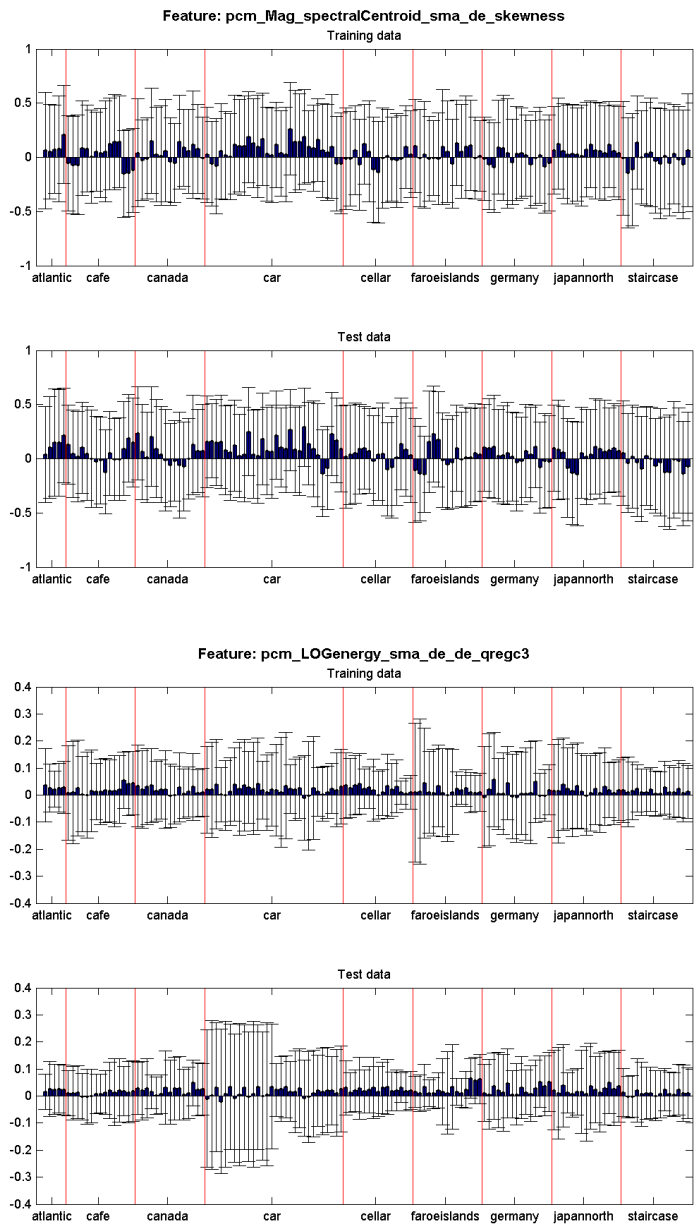 Feature: pcm_Mag_spectralCentroid_sma_de_skewness
Training data
1
0.5
0
-0.5
-1
atlantic cafe canada car cellar faroeislands germany japannorth staircase
Test data
1
0.5
0
-0.5
-1
atlantic cafe canada car cellar faroeislands germany japannorth staircase
Feature: pcm_LOGenergy_sma_de_de_qregc3
Training data
0.4
0.3
0.2
0.1
0
-0.1
-0.2
-0.3
-0.4
atlantic cafe canada car cellar faroeislands germany japannorth staircase
Test data
0.4
0.3
0.2
0.1
0
-0.1
-0.2
-0.3
-0.4
atlantic cafe canada car cellar faroeislands germany japannorth staircase